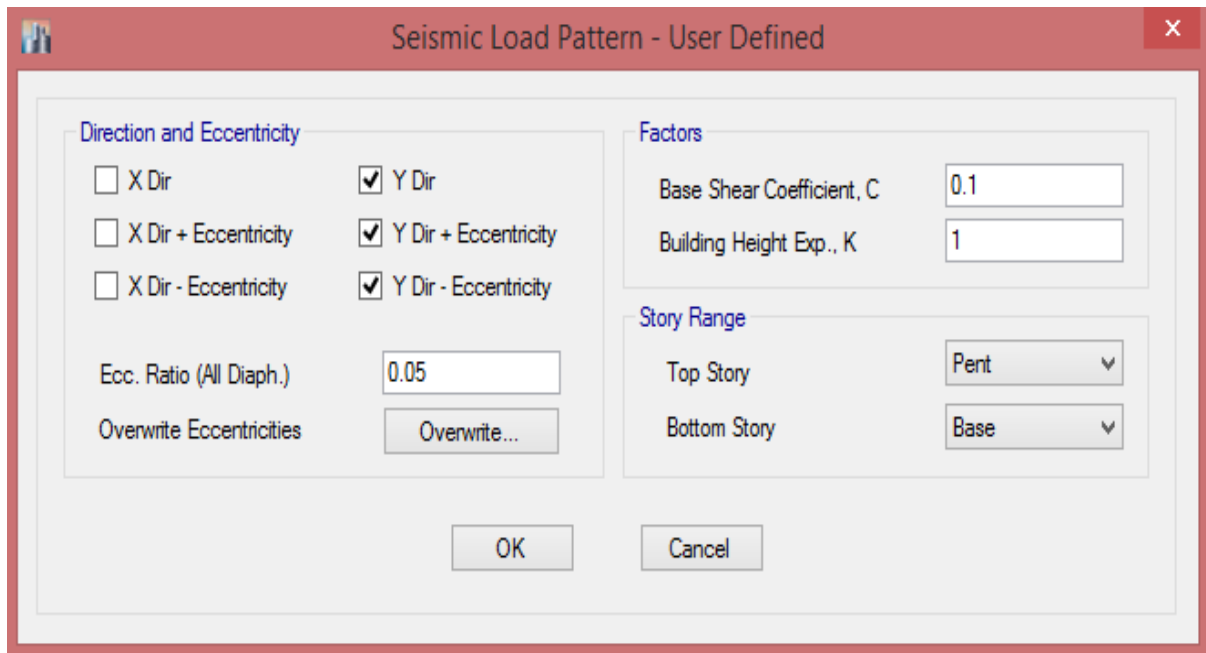 Seismic Load Pattern - User Defined
Direction and Eccentricity
X Dir
Y Dir
X Dir + Eccentricity
Y Dir + Eccentricity
X Dir - Eccentricity
Y Dir - Eccentricity
Ecc. Ratio (All Diaph.)
0.05
Overwrite Eccentricities
Overwrite...
Factors
Base Shear Coefficient, C
0.1
Building Height Exp., K
1
Story Range
Top Story
Pent
Bottom Story
Base
OK
Cancel